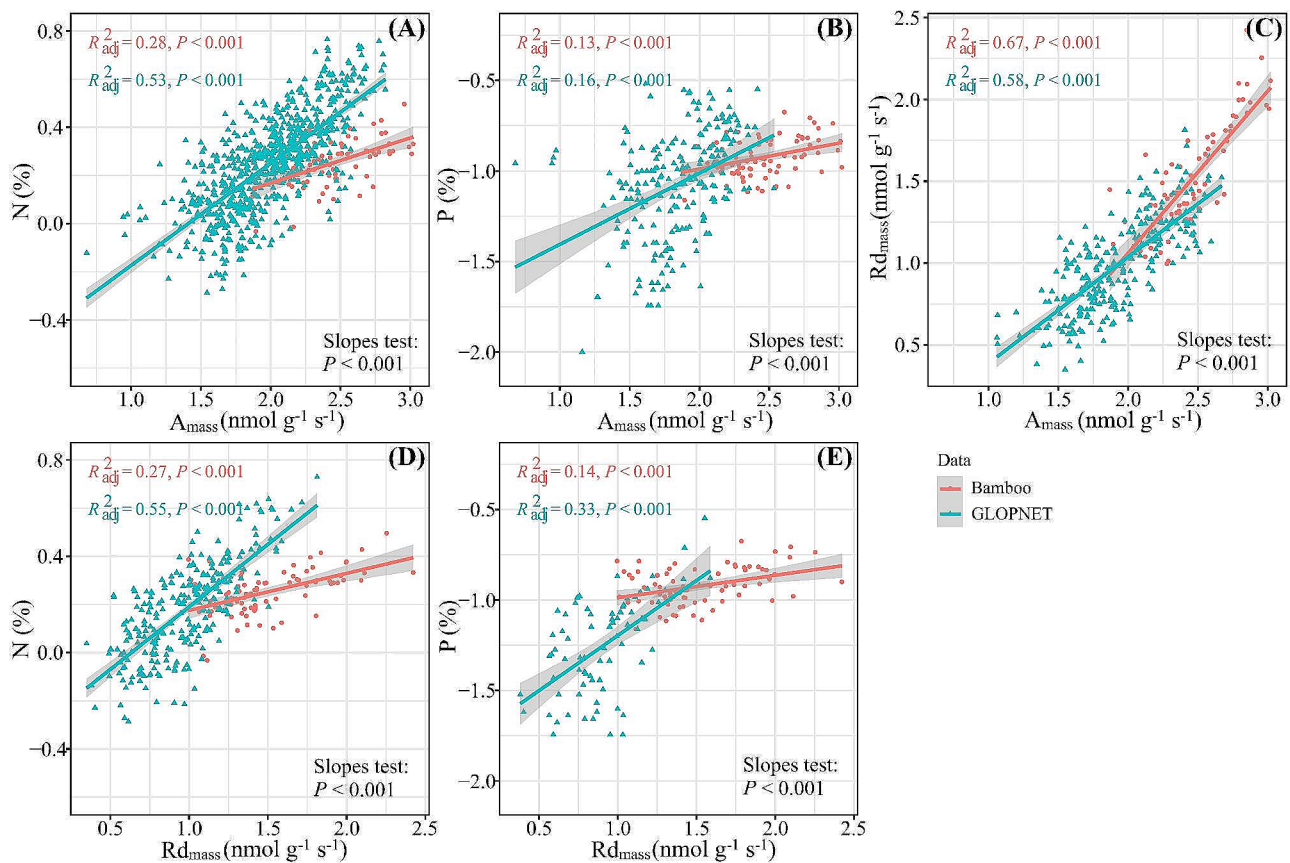 (A)
R²adj = 0.28, P < 0.001
R²adj = 0.53, P < 0.001
0.8
0.4
0.0
−0.4
N (%)
Slopes test:
P < 0.001
1.0 1.5 2.0 2.5 3.0
Amass (nmol g⁻¹ s⁻¹)
(B)
R²adj = 0.13, P < 0.001
R²adj = 0.16, P < 0.001
−0.5
−1.0
−1.5
−2.0
P (%)
Slopes test:
P < 0.001
1.0 1.5 2.0 2.5 3.0
Amass (nmol g⁻¹ s⁻¹)
(C)
R²adj = 0.67, P < 0.001
R²adj = 0.58, P < 0.001
2.5
2.0
1.5
1.0
0.5
Rdmass (nmol g⁻¹ s⁻¹)
Slopes test:
P < 0.001
1.0 1.5 2.0 2.5 3.0
Amass (nmol g⁻¹ s⁻¹)
(D)
R²adj = 0.27, P < 0.001
R²adj = 0.55, P < 0.001
0.8
0.4
0.0
−0.4
N (%)
Slopes test:
P < 0.001
0.5 1.0 1.5 2.0 2.5
Rdmass (nmol g⁻¹ s⁻¹)
(E)
R²adj = 0.14, P < 0.001
R²adj = 0.33, P < 0.001
−0.5
−1.0
−1.5
−2.0
P (%)
Slopes test:
P < 0.001
0.5 1.0 1.5 2.0 2.5
Rdmass (nmol g⁻¹ s⁻¹)
Data
Bamboo
GLOPNET